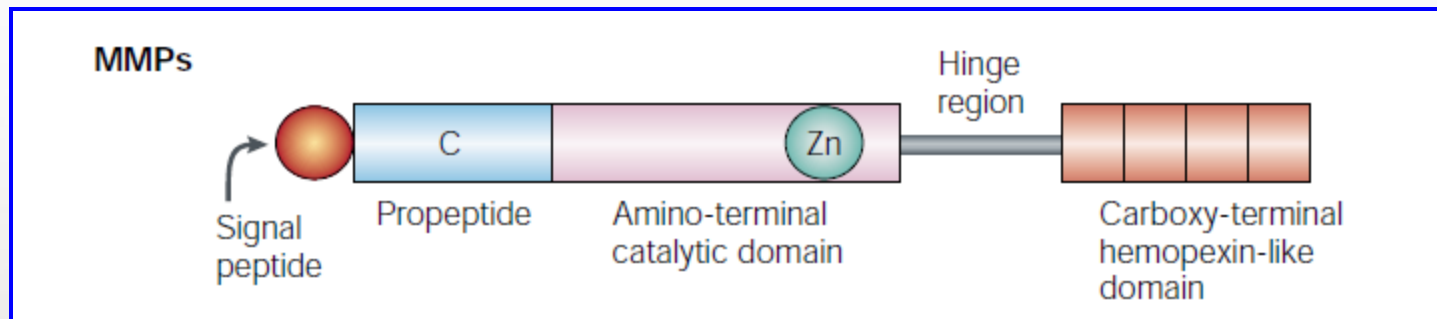 MMPs
Hinge
region
C
Zn
Signal
peptide
Propeptide
Amino-terminal
catalytic domain
Carboxy-terminal
hemopexin-like
domain